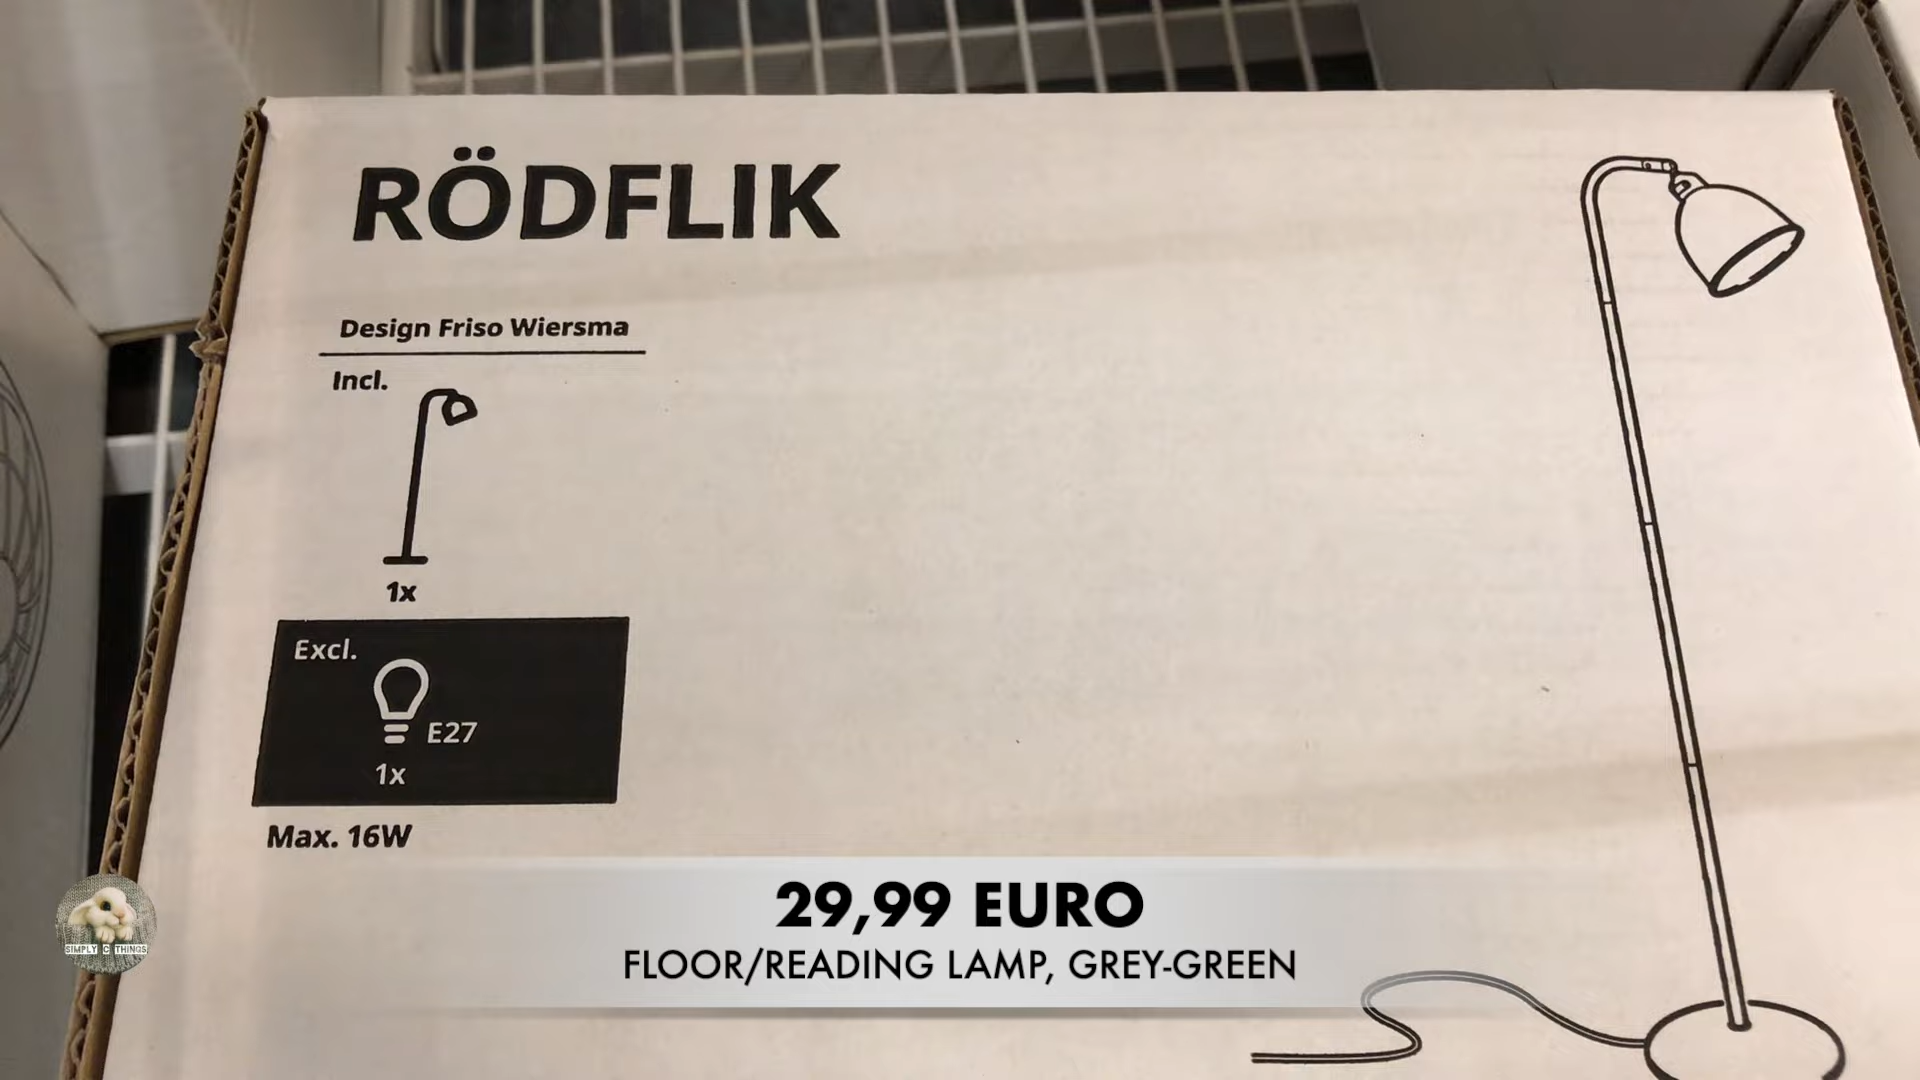 RÖDFLIK
Design Friso Wiersma
Incl.
1x
Excl.
E27
1x
Max. 16W
29,99 EURO
FLOOR/READING LAMP, GREY-GREEN
SIMPLY C THINGS